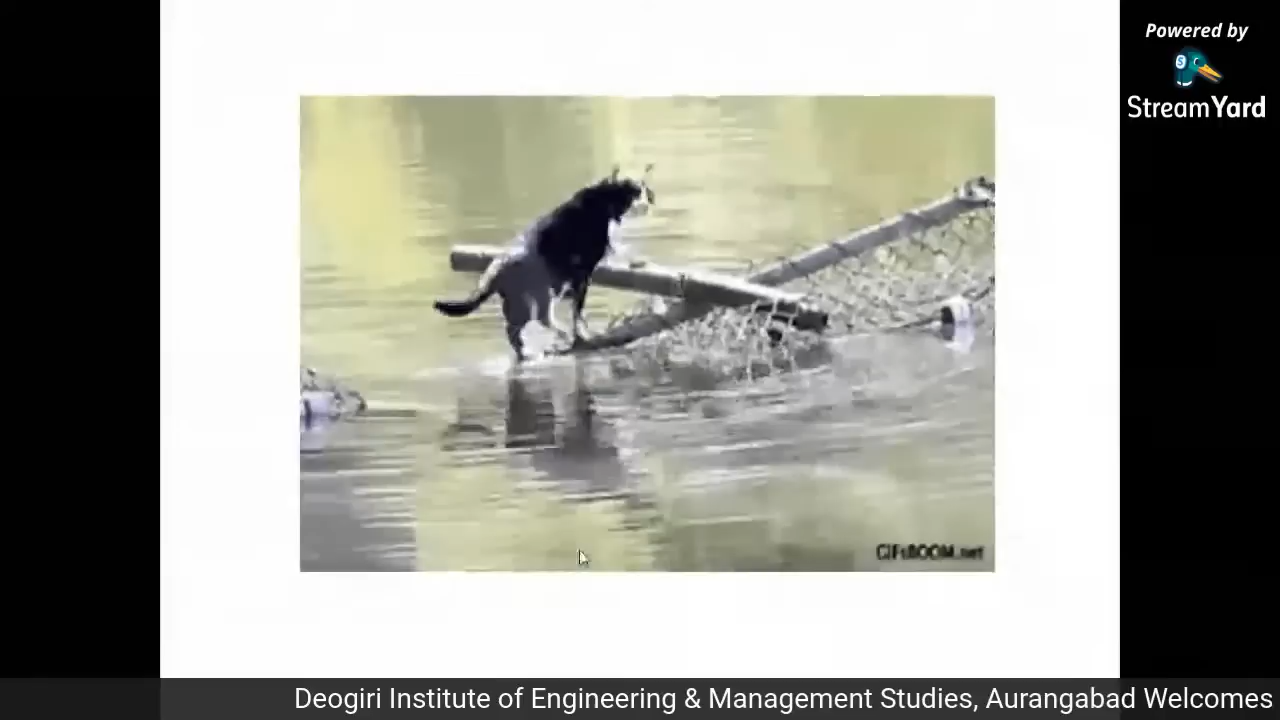 Powered by
StreamYard
GIFsBOOM.net
Deogiri Institute of Engineering & Management Studies, Aurangabad Welcomes